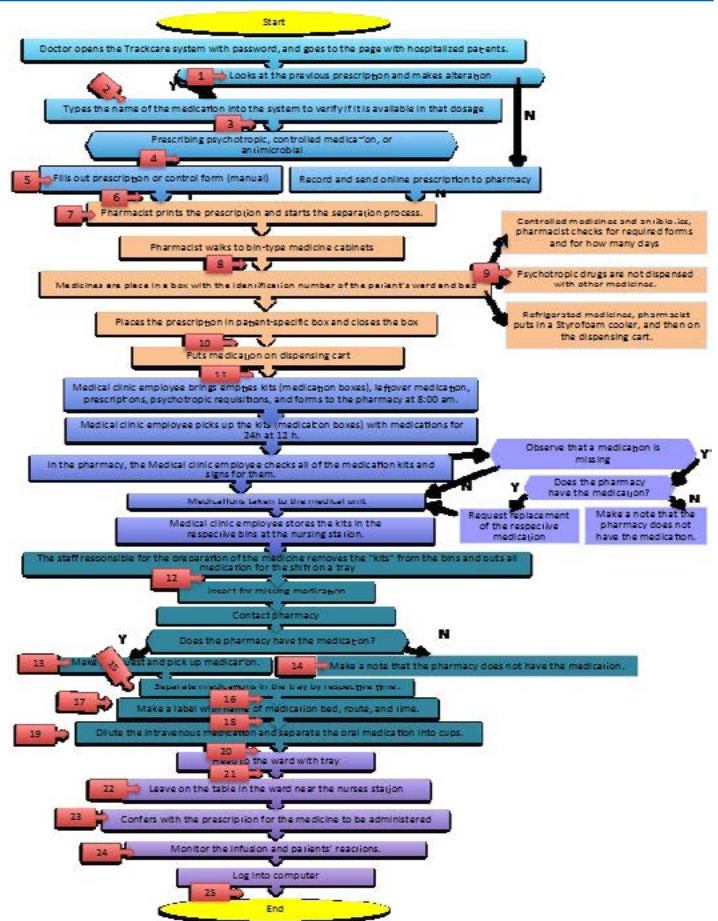 Start
Doctor opens the Trackcare system with password, and goes to the page with hospitalized patients.
1
Looks at the previous prescription and makes alteration
Y
2
N
Types the name of the medication into the system to verify if it is available in that dosage
3
Prescribing psychotropic, controlled medication, or
antimicrobial
4
5
Fills out prescription or control form (manual)
Record and send online prescription to pharmacy
6
N
7
Pharmacist prints the prescription and starts the separation process.
Controlled medicines and antibiotics,
pharmacist checks for required forms
and for how many days
Pharmacist walks to bin-type medicine cabinets
8
9
Psychotropic drugs are not dispensed
with other medicines.
Medicines are place in a box with the identification number of the patient's ward and bed
Refrigerated medicines, pharmacist
puts in a Styrofoam cooler, and then on
the dispensing cart.
Places the prescription in patient-specific box and closes the box
10
Puts medication on dispensing cart
11
Medical clinic employee brings empties kits (medication boxes), leftover medication,
prescriptions, psychotropic requisitions, and forms to the pharmacy at 8:00 am.
Medical clinic employee picks up the kits (medication boxes) with medications for
24h at 12 h.
Observe that a medication is
missing
Y
In the pharmacy, the Medical clinic employee checks all of the medication kits and
signs for them.
N
Y
Does the pharmacy
have the medication?
N
Medications taken to the medical unit
Request replacement
of the respective
medication
Make a note that the
pharmacy does not
have the medication.
Medical clinic employee stores the kits in the
respective bins at the nursing station.
The staff responsible for the preparation of the medicine removes the "kits" from the bins and puts all
medication for the shift on a tray
12
Insert for missing medication
Contact pharmacy
Y
Does the pharmacy have the medication?
N
13
and pick up medication.
14
Make a note that the pharmacy does not have the medication.
15
Separate medications in the tray by respective time.
16
17
Make a label with name of medication bed, route, and time.
18
19
Dilute the intravenous medication and separate the oral medication into cups.
20
to the ward with tray
21
22
Leave on the table in the ward near the nurses station
23
Confers with the prescription for the medicine to be administered
24
Monitor the infusion and patients' reactions.
Log into computer
25
End